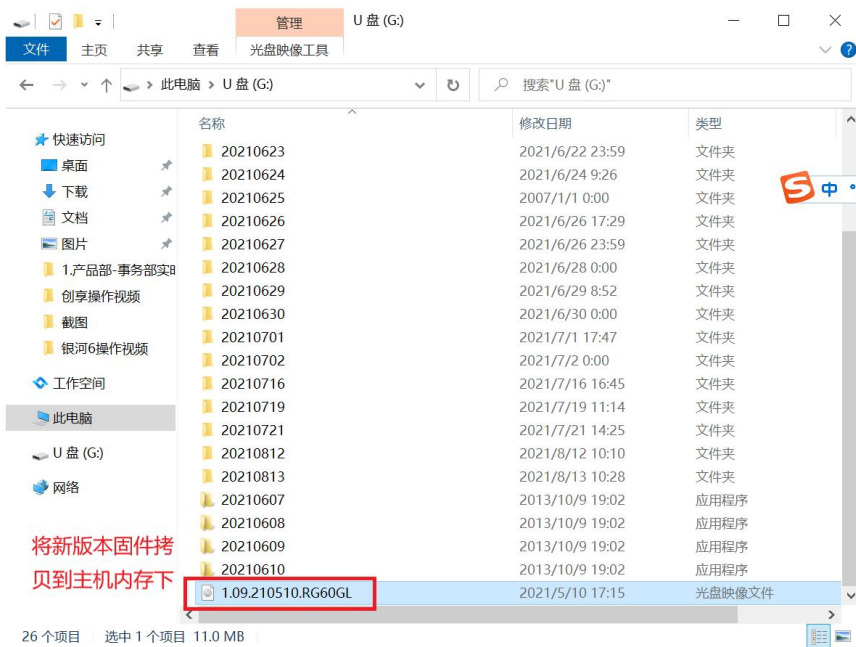 管理
U 盘 (G:)
文件
主页
共享
查看
光盘映像工具
此电脑 › U 盘 (G:)
搜索"U 盘 (G:)"
快速访问
桌面
下载
文档
图片
1.产品部-事务部实
创享操作视频
截图
银河6操作视频
工作空间
此电脑
U 盘 (G:)
网络
名称 修改日期 类型
20210623 2021/6/22 23:59 文件夹
20210624 2021/6/24 9:26 文件夹
20210625 2007/1/1 0:00 文件夹
20210626 2021/6/26 17:29 文件夹
20210627 2021/6/26 23:59 文件夹
20210628 2021/6/28 0:00 文件夹
20210629 2021/6/29 8:52 文件夹
20210630 2021/6/30 0:00 文件夹
20210701 2021/7/1 17:47 文件夹
20210702 2021/7/2 0:00 文件夹
20210716 2021/7/16 16:45 文件夹
20210719 2021/7/19 11:14 文件夹
20210721 2021/7/21 14:25 文件夹
20210812 2021/8/12 10:10 文件夹
20210813 2021/8/13 10:28 文件夹
20210607 2013/10/9 19:02 应用程序
20210608 2013/10/9 19:02 应用程序
20210609 2013/10/9 19:02 应用程序
20210610 2013/10/9 19:02 应用程序
1.09.210510.RG60GL 2021/5/10 17:15 光盘映像文件
中
将新版本固件拷
贝到主机内存下
26 个项目 选中 1 个项目 11.0 MB